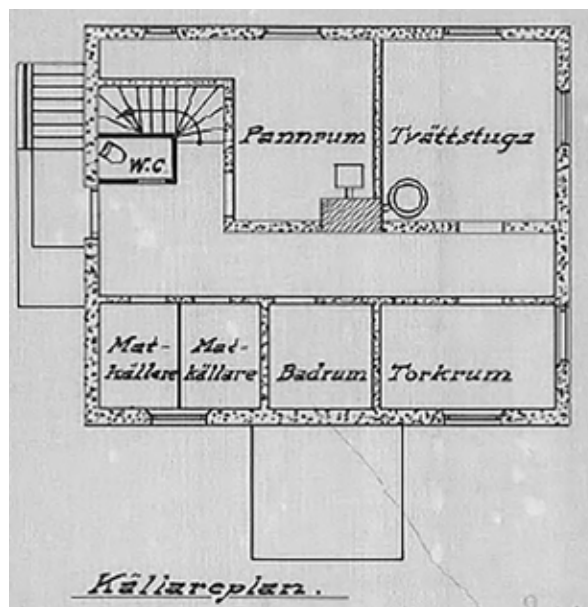 Pannrum
Tvättstuga
W.C.
Mat-
källare
Mat-
källare
Badrum
Torkrum
Källareplan.